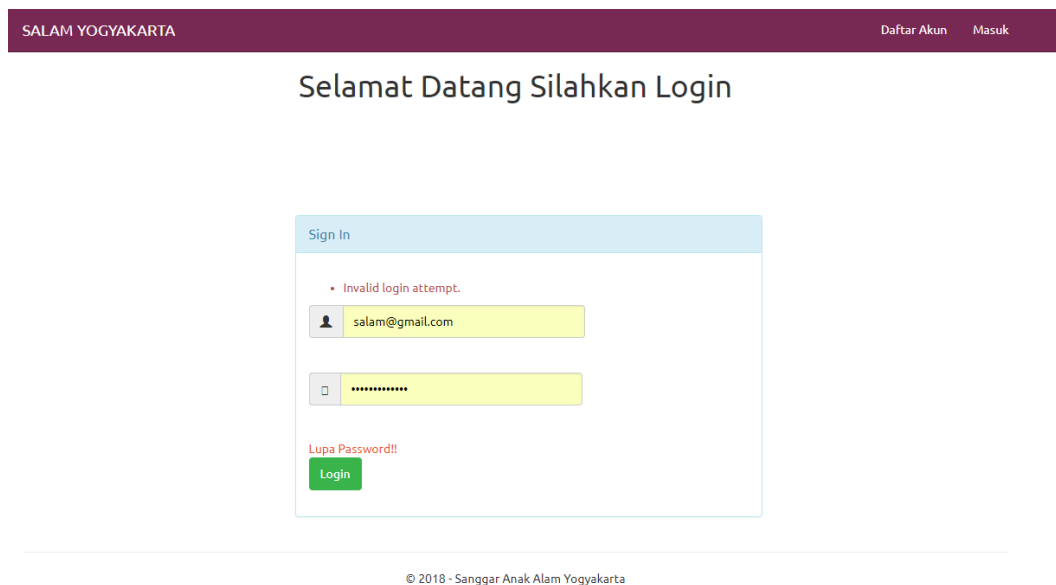 SALAM YOGYAKARTA Daftar Akun Masuk
Selamat Datang Silahkan Login
Sign In
• Invalid login attempt.
salam@gmail.com
•••••••••••••
Lupa Password!!
Login
© 2018 - Sanggar Anak Alam Yogyakarta